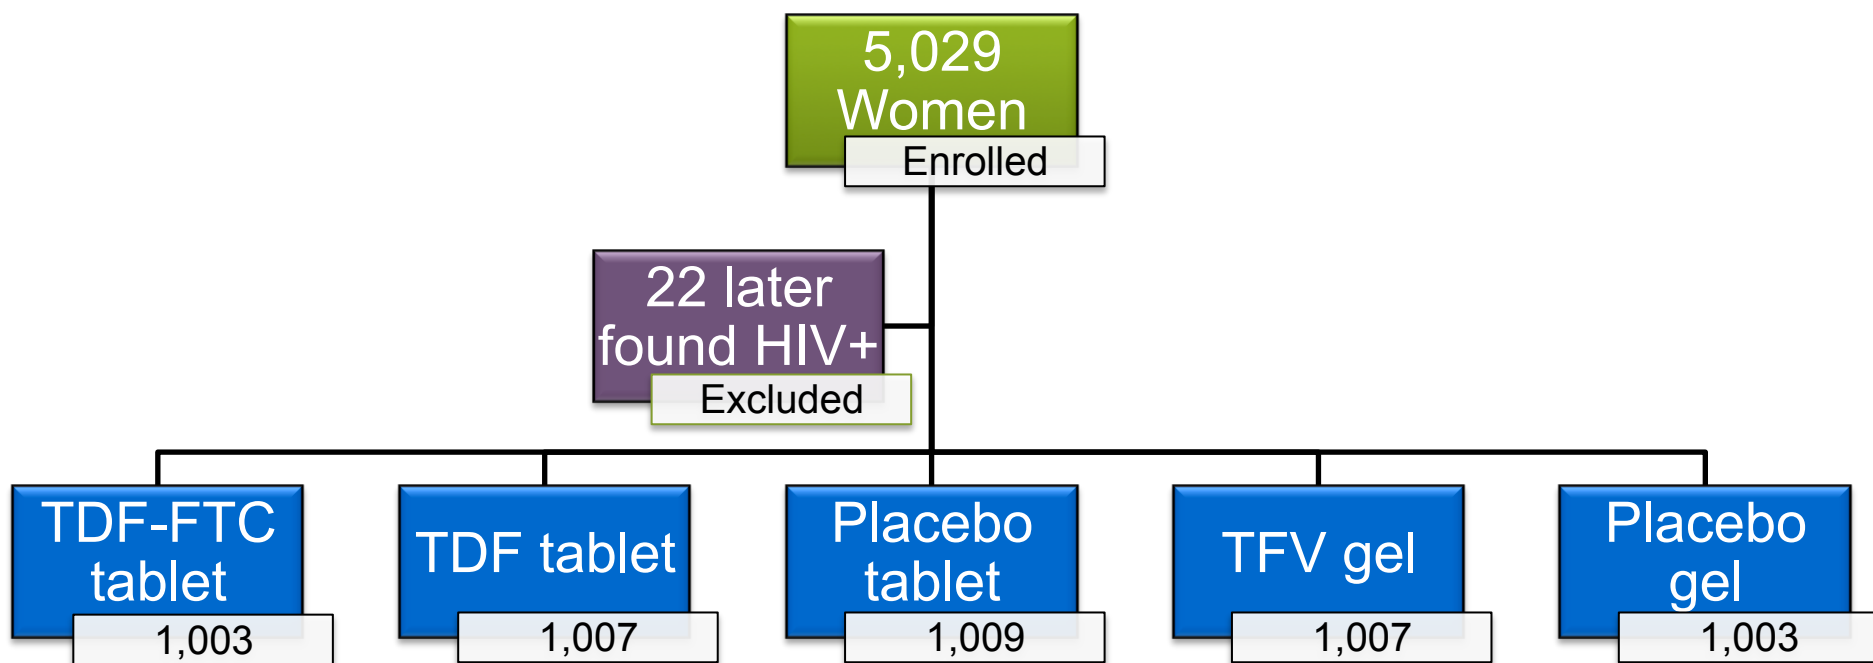 5,029
Women
Enrolled
22 later
found HIV+
Excluded
TDF-FTC
tablet
1,003
TDF tablet
1,007
Placebo
tablet
1,009
TFV gel
1,007
Placebo
gel
1,003